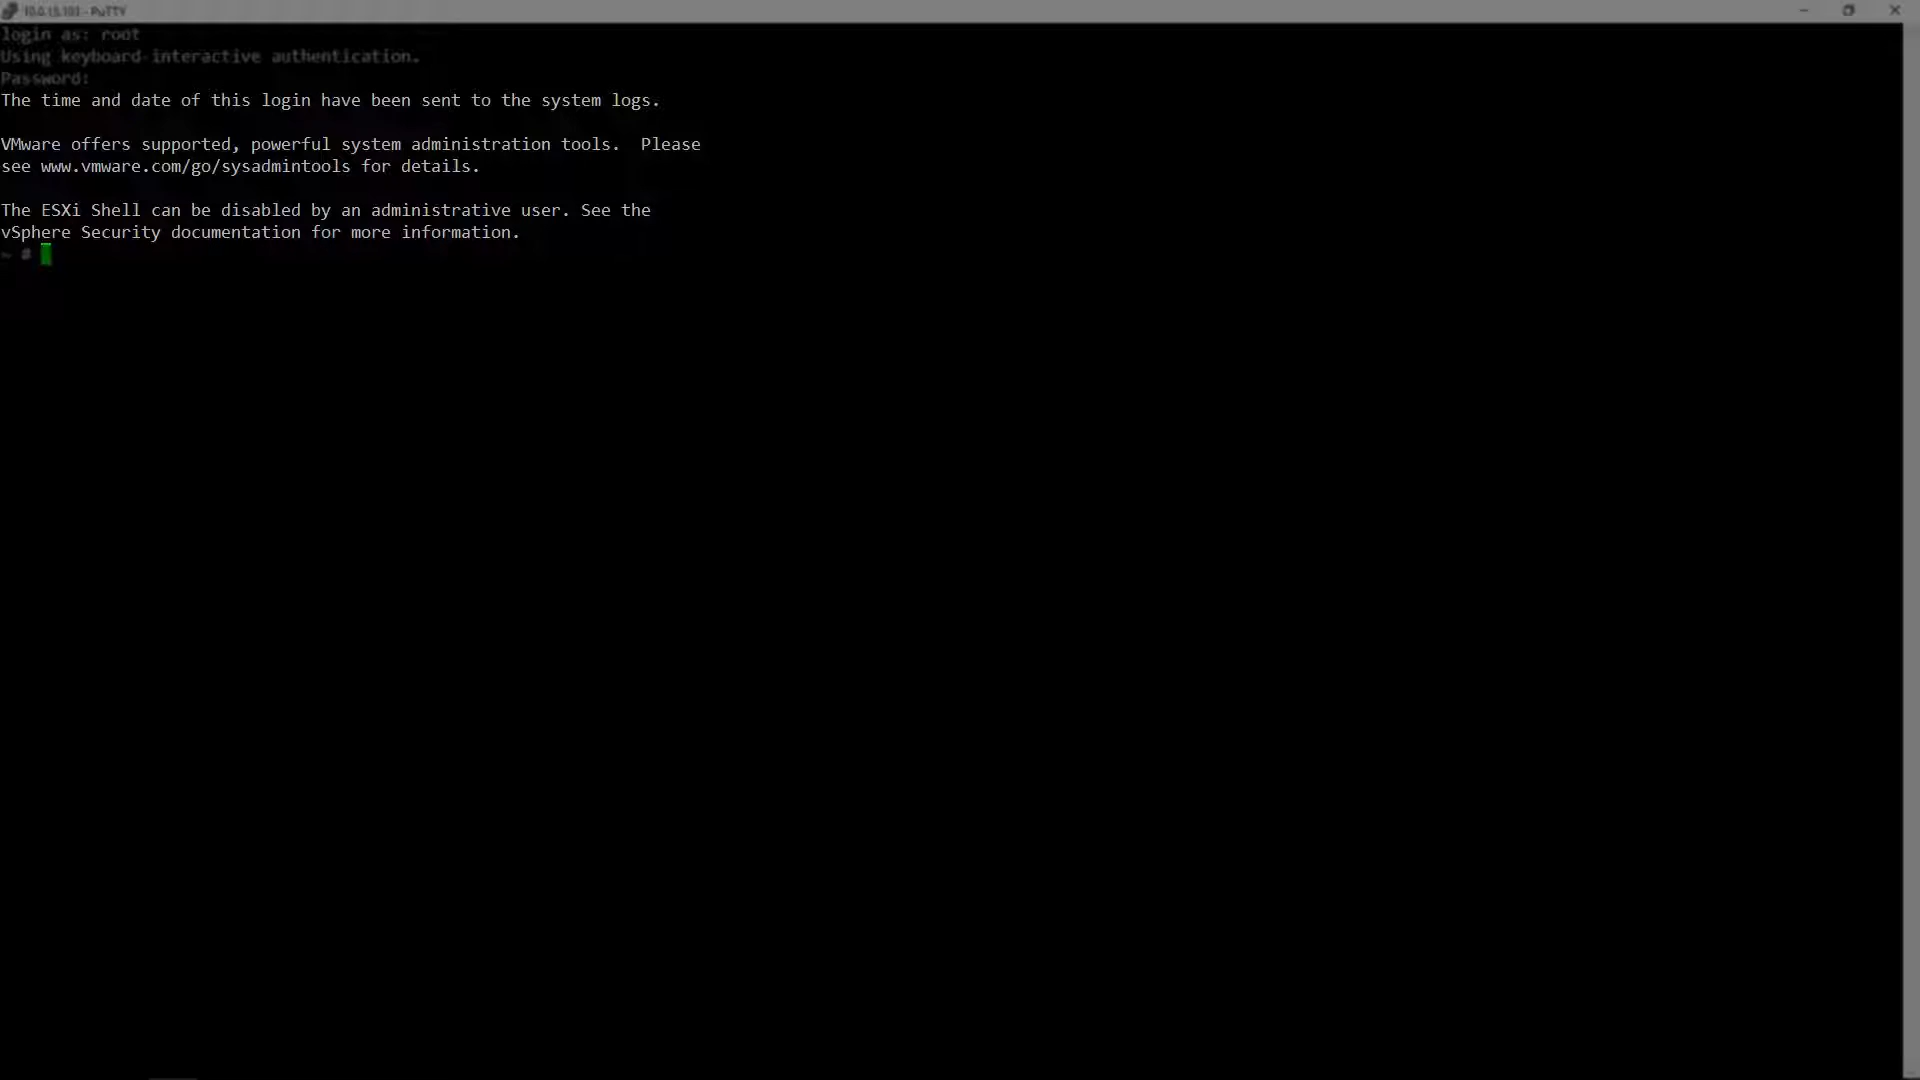 PuTTY
login as: root
Using keyboard-interactive authentication.
Password:
The time and date of this login have been sent to the system logs.
VMware offers supported, powerful system administration tools.  Please
see www.vmware.com/go/sysadmintools for details.
The ESXi Shell can be disabled by an administrative user. See the
vSphere Security documentation for more information.
~ #